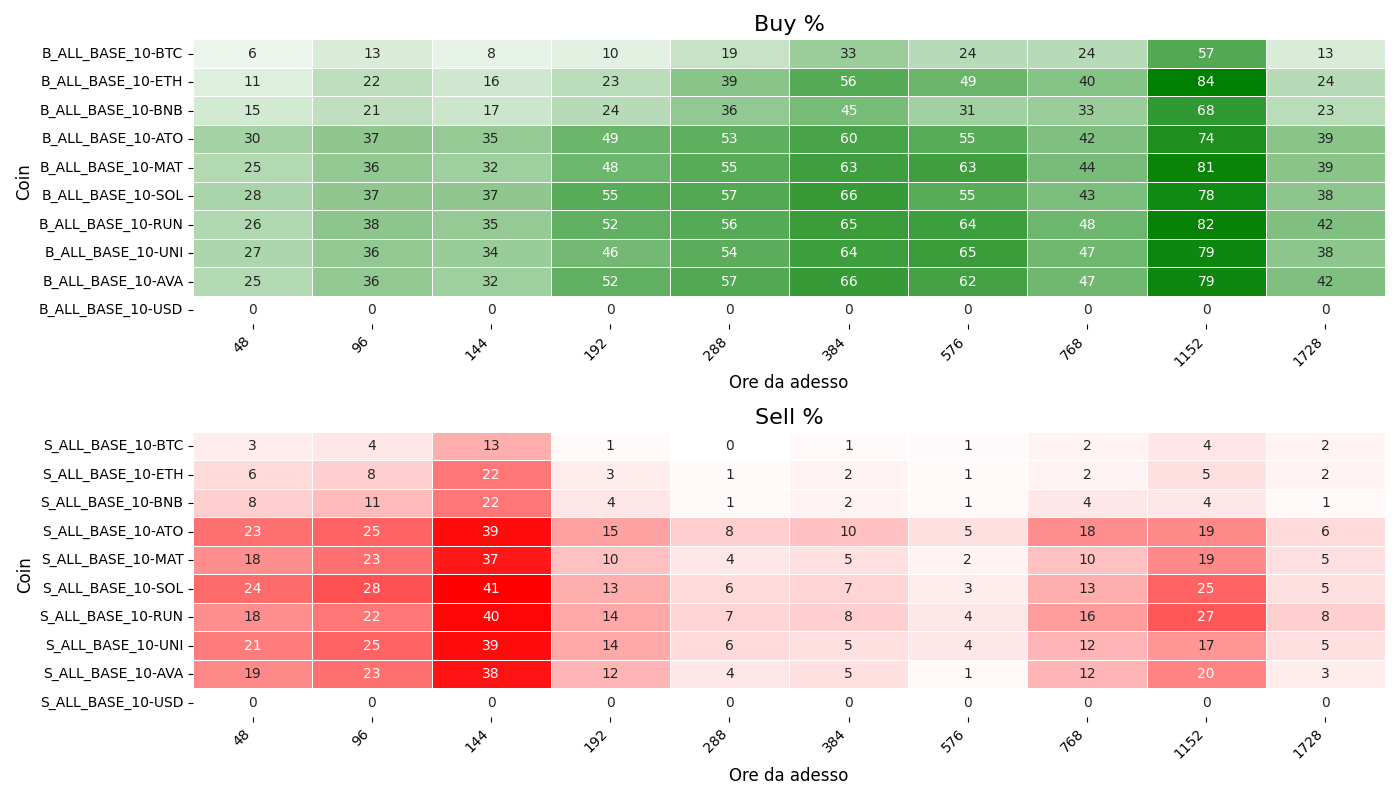 Buy %
B_ALL_BASE_10-BTC 6 13 8 10 19 33 24 24 57 13
B_ALL_BASE_10-ETH 11 22 16 23 39 56 49 40 84 24
B_ALL_BASE_10-BNB 15 21 17 24 36 45 31 33 68 23
B_ALL_BASE_10-ATO 30 37 35 49 53 60 55 42 74 39
B_ALL_BASE_10-MAT 25 36 32 48 55 63 63 44 81 39
B_ALL_BASE_10-SOL 28 37 37 55 57 66 55 43 78 38
B_ALL_BASE_10-RUN 26 38 35 52 56 65 64 48 82 42
B_ALL_BASE_10-UNI 27 36 34 46 54 64 65 47 79 38
B_ALL_BASE_10-AVA 25 36 32 52 57 66 62 47 79 42
B_ALL_BASE_10-USD 0 0 0 0 0 0 0 0 0 0
Coin
48 96 144 192 288 384 576 768 1152 1728
Ore da adesso
Sell %
S_ALL_BASE_10-BTC 3 4 13 1 0 1 1 2 4 2
S_ALL_BASE_10-ETH 6 8 22 3 1 2 1 2 5 2
S_ALL_BASE_10-BNB 8 11 22 4 1 2 1 4 4 1
S_ALL_BASE_10-ATO 23 25 39 15 8 10 5 18 19 6
S_ALL_BASE_10-MAT 18 23 37 10 4 5 2 10 19 5
S_ALL_BASE_10-SOL 24 28 41 13 6 7 3 13 25 5
S_ALL_BASE_10-RUN 18 22 40 14 7 8 4 16 27 8
S_ALL_BASE_10-UNI 21 25 39 14 6 5 4 12 17 5
S_ALL_BASE_10-AVA 19 23 38 12 4 5 1 12 20 3
S_ALL_BASE_10-USD 0 0 0 0 0 0 0 0 0 0
Coin
48 96 144 192 288 384 576 768 1152 1728
Ore da adesso